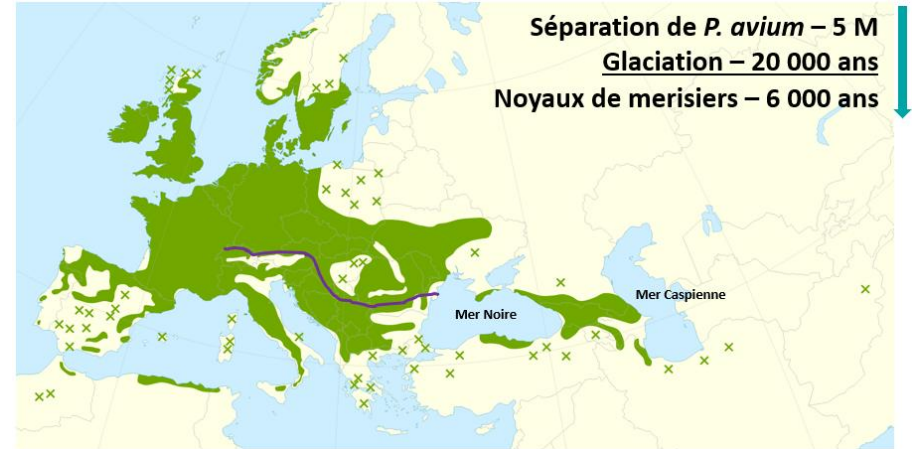 Séparation de P. avium – 5 M
Glaciation – 20 000 ans
Noyaux de merisiers – 6 000 ans
Mer Caspienne
Mer Noire